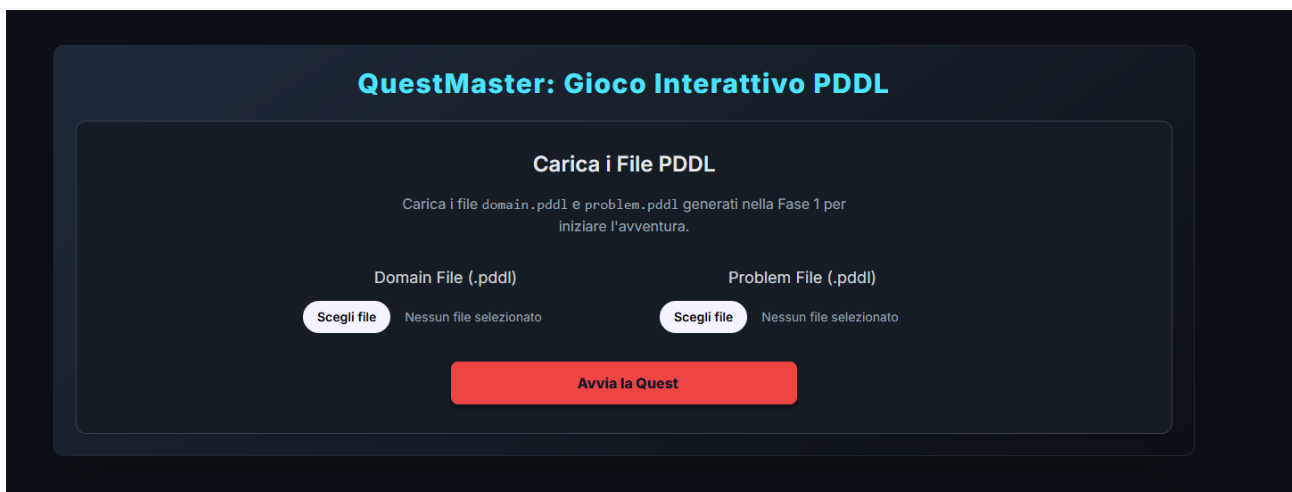 QuestMaster: Gioco Interattivo PDDL
Carica i File PDDL
Carica i file domain.pddl e problem.pddl generati nella Fase 1 per
iniziare l'avventura.
Domain File (.pddl)
Scegli file Nessun file selezionato
Problem File (.pddl)
Scegli file Nessun file selezionato
Avvia la Quest